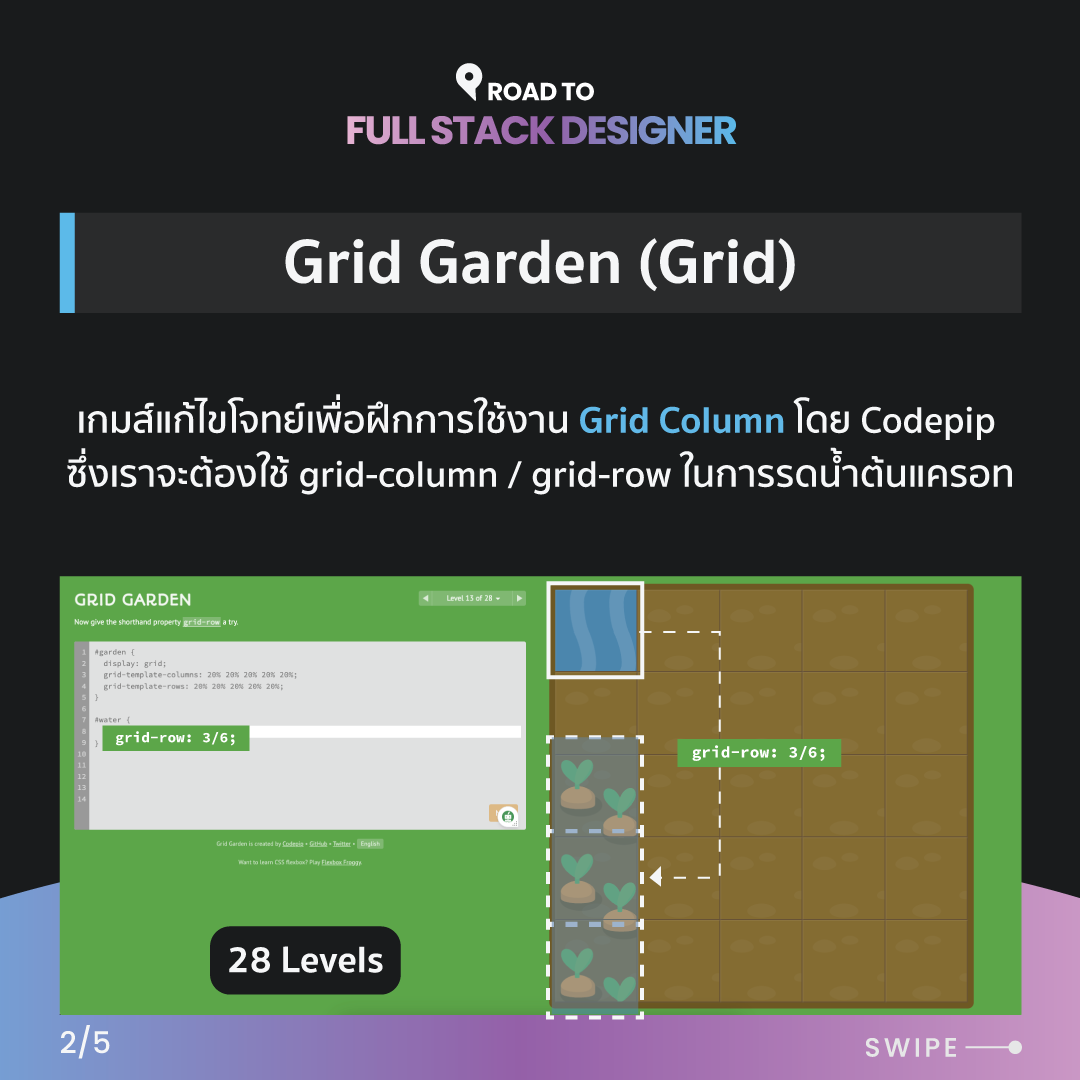 ROAD TO
FULL STACK DESIGNER
Grid Garden (Grid)
เกมส์แก้ไขโจทย์เพื่อฝึกการใช้งาน Grid Column โดย Codepip
ซึ่งเราจะต้องใช้ grid-column / grid-row ในการรดน้ำต้นแครอท
GRID GARDEN
Level 13 of 28
Now give the shorthand property grid-row a try.
1 #garden {
2 display: grid;
3 grid-template-columns: 20% 20% 20% 20% 20%;
4 grid-template-rows: 20% 20% 20% 20% 20%;
5 }
6
7 #water {
8
grid-row: 3/6;
9 }
10
11
12
13
14
grid-row: 3/6;
Grid Garden is created by Codepip • GitHub • Twitter • English
Want to learn CSS flexbox? Play Flexbox Froggy.
28 Levels
2/5
SWIPE